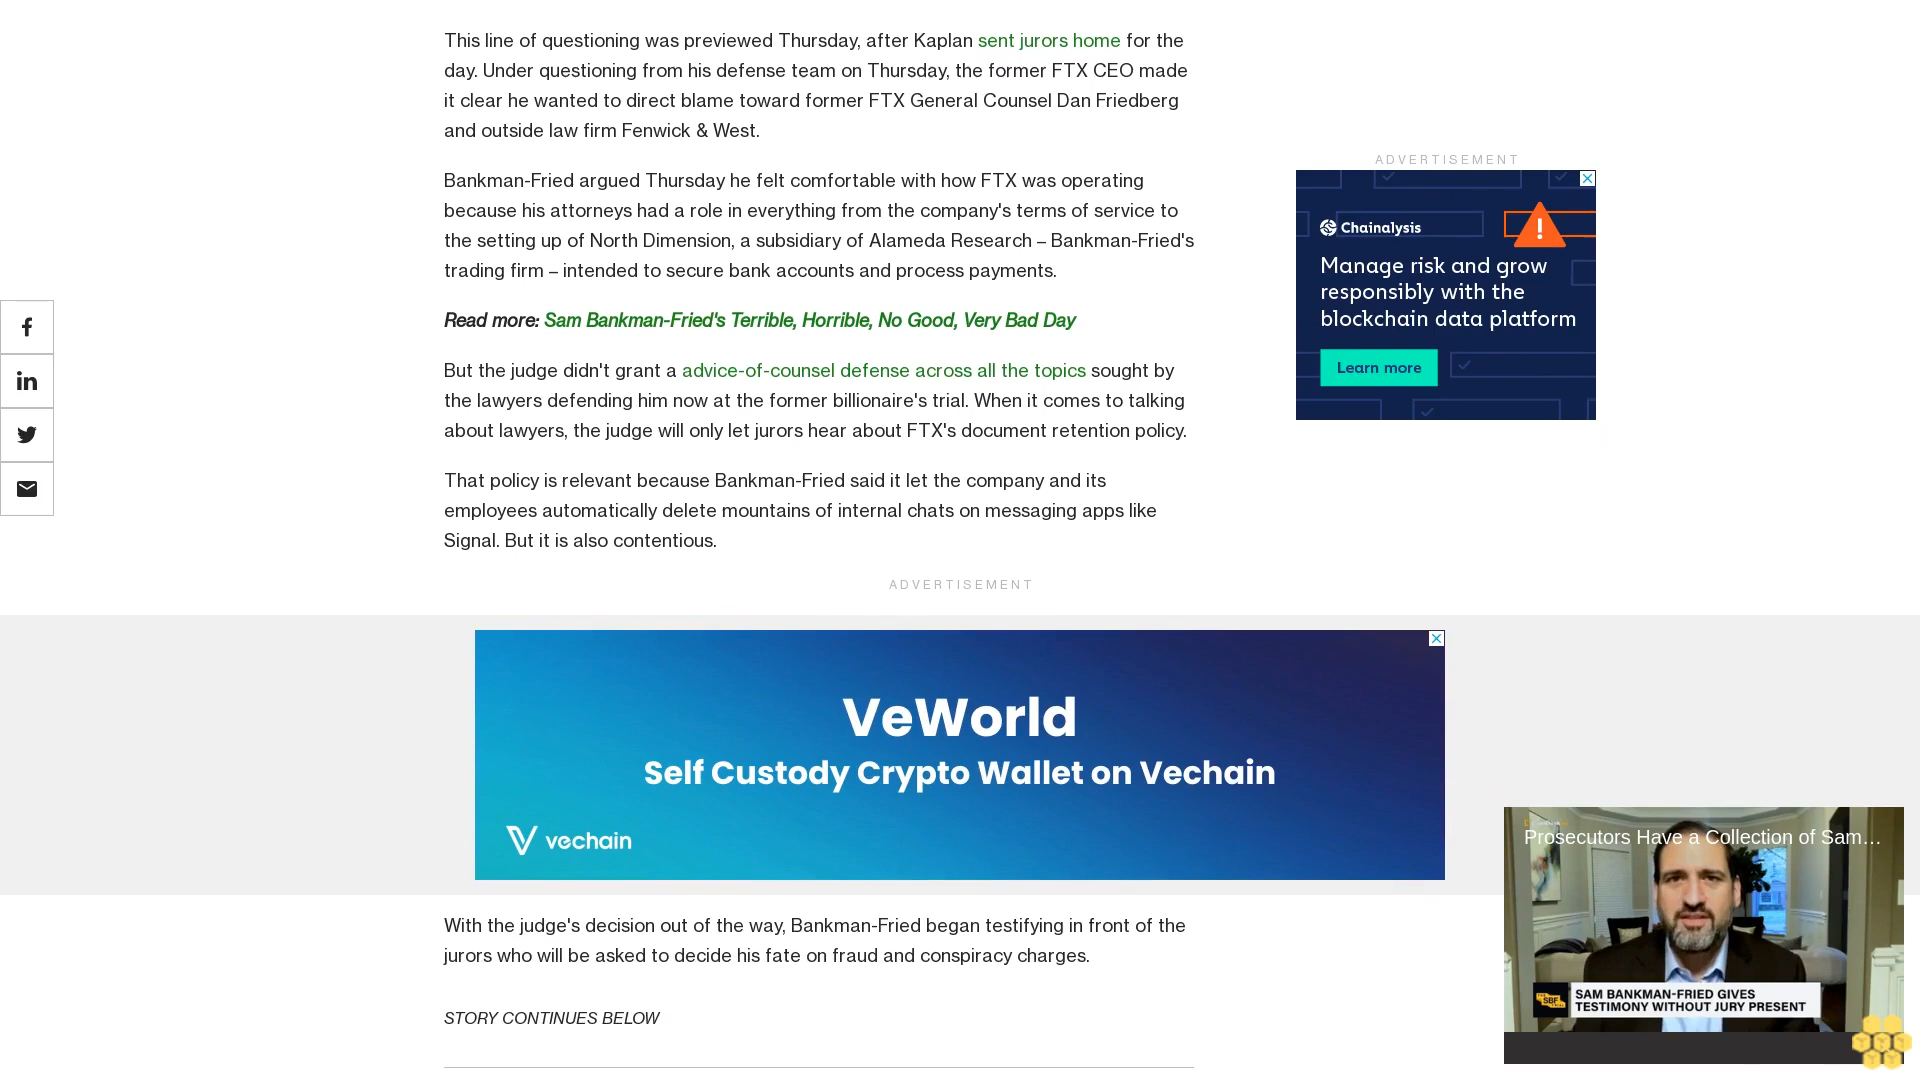 This line of questioning was previewed Thursday, after Kaplan sent jurors home for the
day. Under questioning from his defense team on Thursday, the former FTX CEO made
it clear he wanted to direct blame toward former FTX General Counsel Dan Friedberg
and outside law firm Fenwick & West.
Bankman-Fried argued Thursday he felt comfortable with how FTX was operating
because his attorneys had a role in everything from the company's terms of service to
the setting up of North Dimension, a subsidiary of Alameda Research – Bankman-Fried's
trading firm – intended to secure bank accounts and process payments.
Read more: Sam Bankman-Fried's Terrible, Horrible, No Good, Very Bad Day
But the judge didn't grant a advice-of-counsel defense across all the topics sought by
the lawyers defending him now at the former billionaire's trial. When it comes to talking
about lawyers, the judge will only let jurors hear about FTX's document retention policy.
That policy is relevant because Bankman-Fried said it let the company and its
employees automatically delete mountains of internal chats on messaging apps like
Signal. But it is also contentious.
ADVERTISEMENT
Chainalysis
Manage risk and grow
responsibly with the
blockchain data platform
Learn more
ADVERTISEMENT
VeWorld
Self Custody Crypto Wallet on Vechain
vechain
With the judge's decision out of the way, Bankman-Fried began testifying in front of the
jurors who will be asked to decide his fate on fraud and conspiracy charges.
STORY CONTINUES BELOW
Prosecutors Have a Collection of Sam…
SBF
SAM BANKMAN-FRIED GIVES
TESTIMONY WITHOUT JURY PRESENT